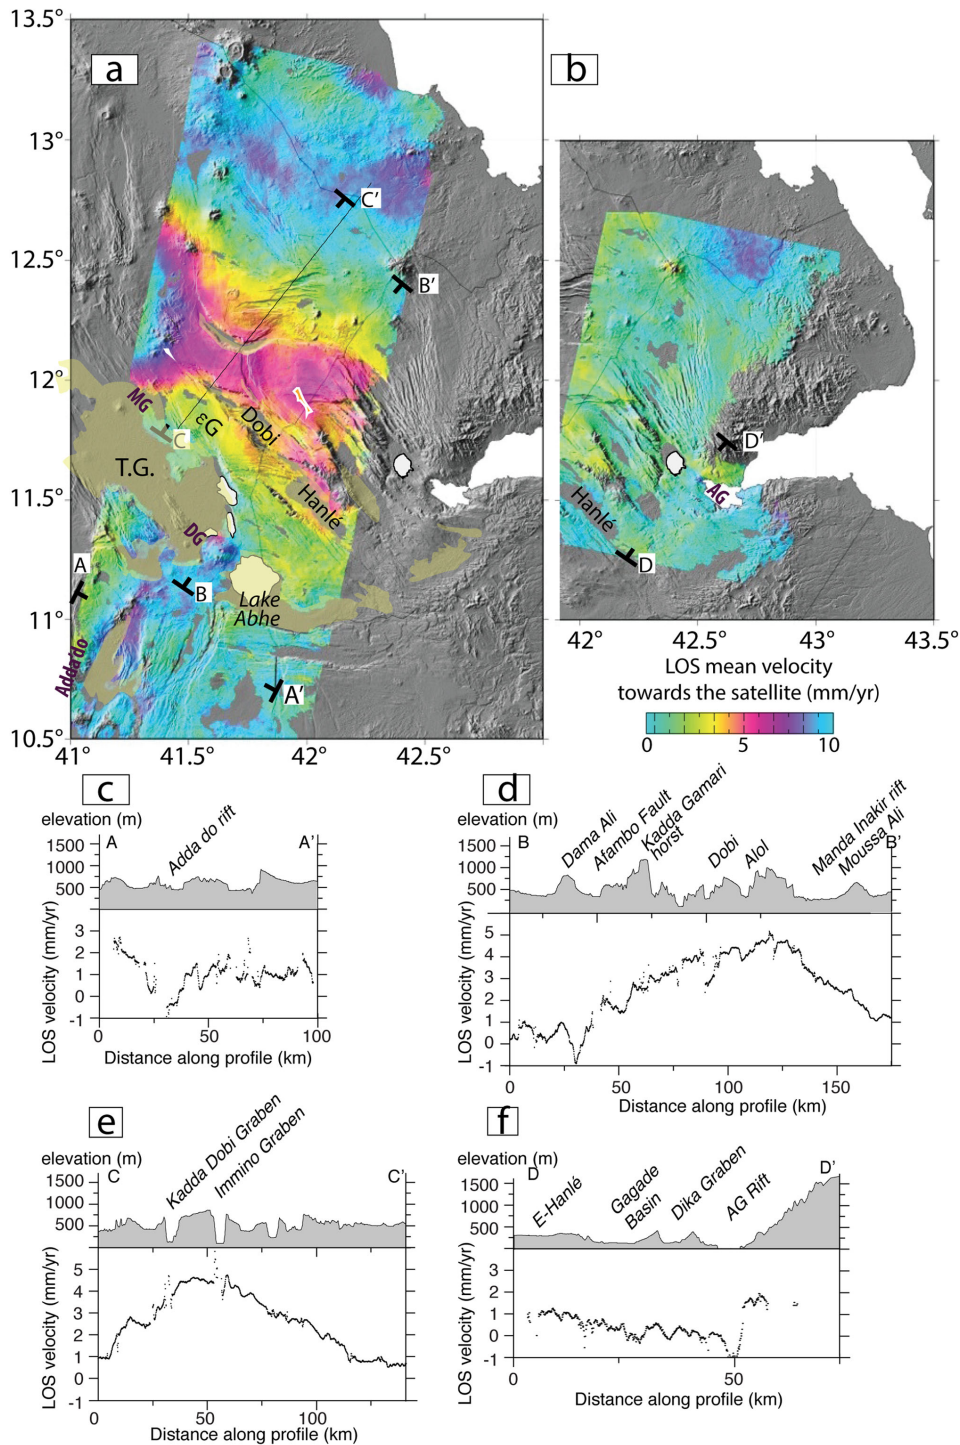 13.5°
a
13°
C'
12.5°
B'
12°
MG
εG
Dobi
C
T.G.
11.5°
Hanlé
DG
A
B
Lake
Abhe
11°
Adda'do
A'
10.5°
41°
41.5°
42°
42.5°
b
D'
AG
Hanlé
D
42°
42.5°
43°
43.5°
LOS mean velocity
towards the satellite (mm/yr)
0
5
10
c
elevation (m)
A
A'
Adda do rift
1500
1000
500
LOS velocity (mm/yr)
3
2
1
0
-1
0
50
100
Distance along profile (km)
d
elevation (m)
B
B'
Dama Ali
Afambo Fault
Kadda Gamari
horst
Dobi
Alol
Manda Inakir rift
Moussa Ali
1500
1000
500
LOS velocity (mm/yr)
5
4
3
2
1
0
-1
0
50
100
150
Distance along profile (km)
e
elevation (m)
C
C'
Kadda Dobi Graben
Immino Graben
1500
1000
500
LOS velocity (mm/yr)
5
4
3
2
1
0
-1
0
50
100
Distance along profile (km)
f
elevation (m)
D
D'
E-Hanlé
Gagade
Basin
Dika Graben
AG Rift
1500
1000
500
LOS velocity (mm/yr)
3
2
1
0
-1
0
50
Distance along profile (km)